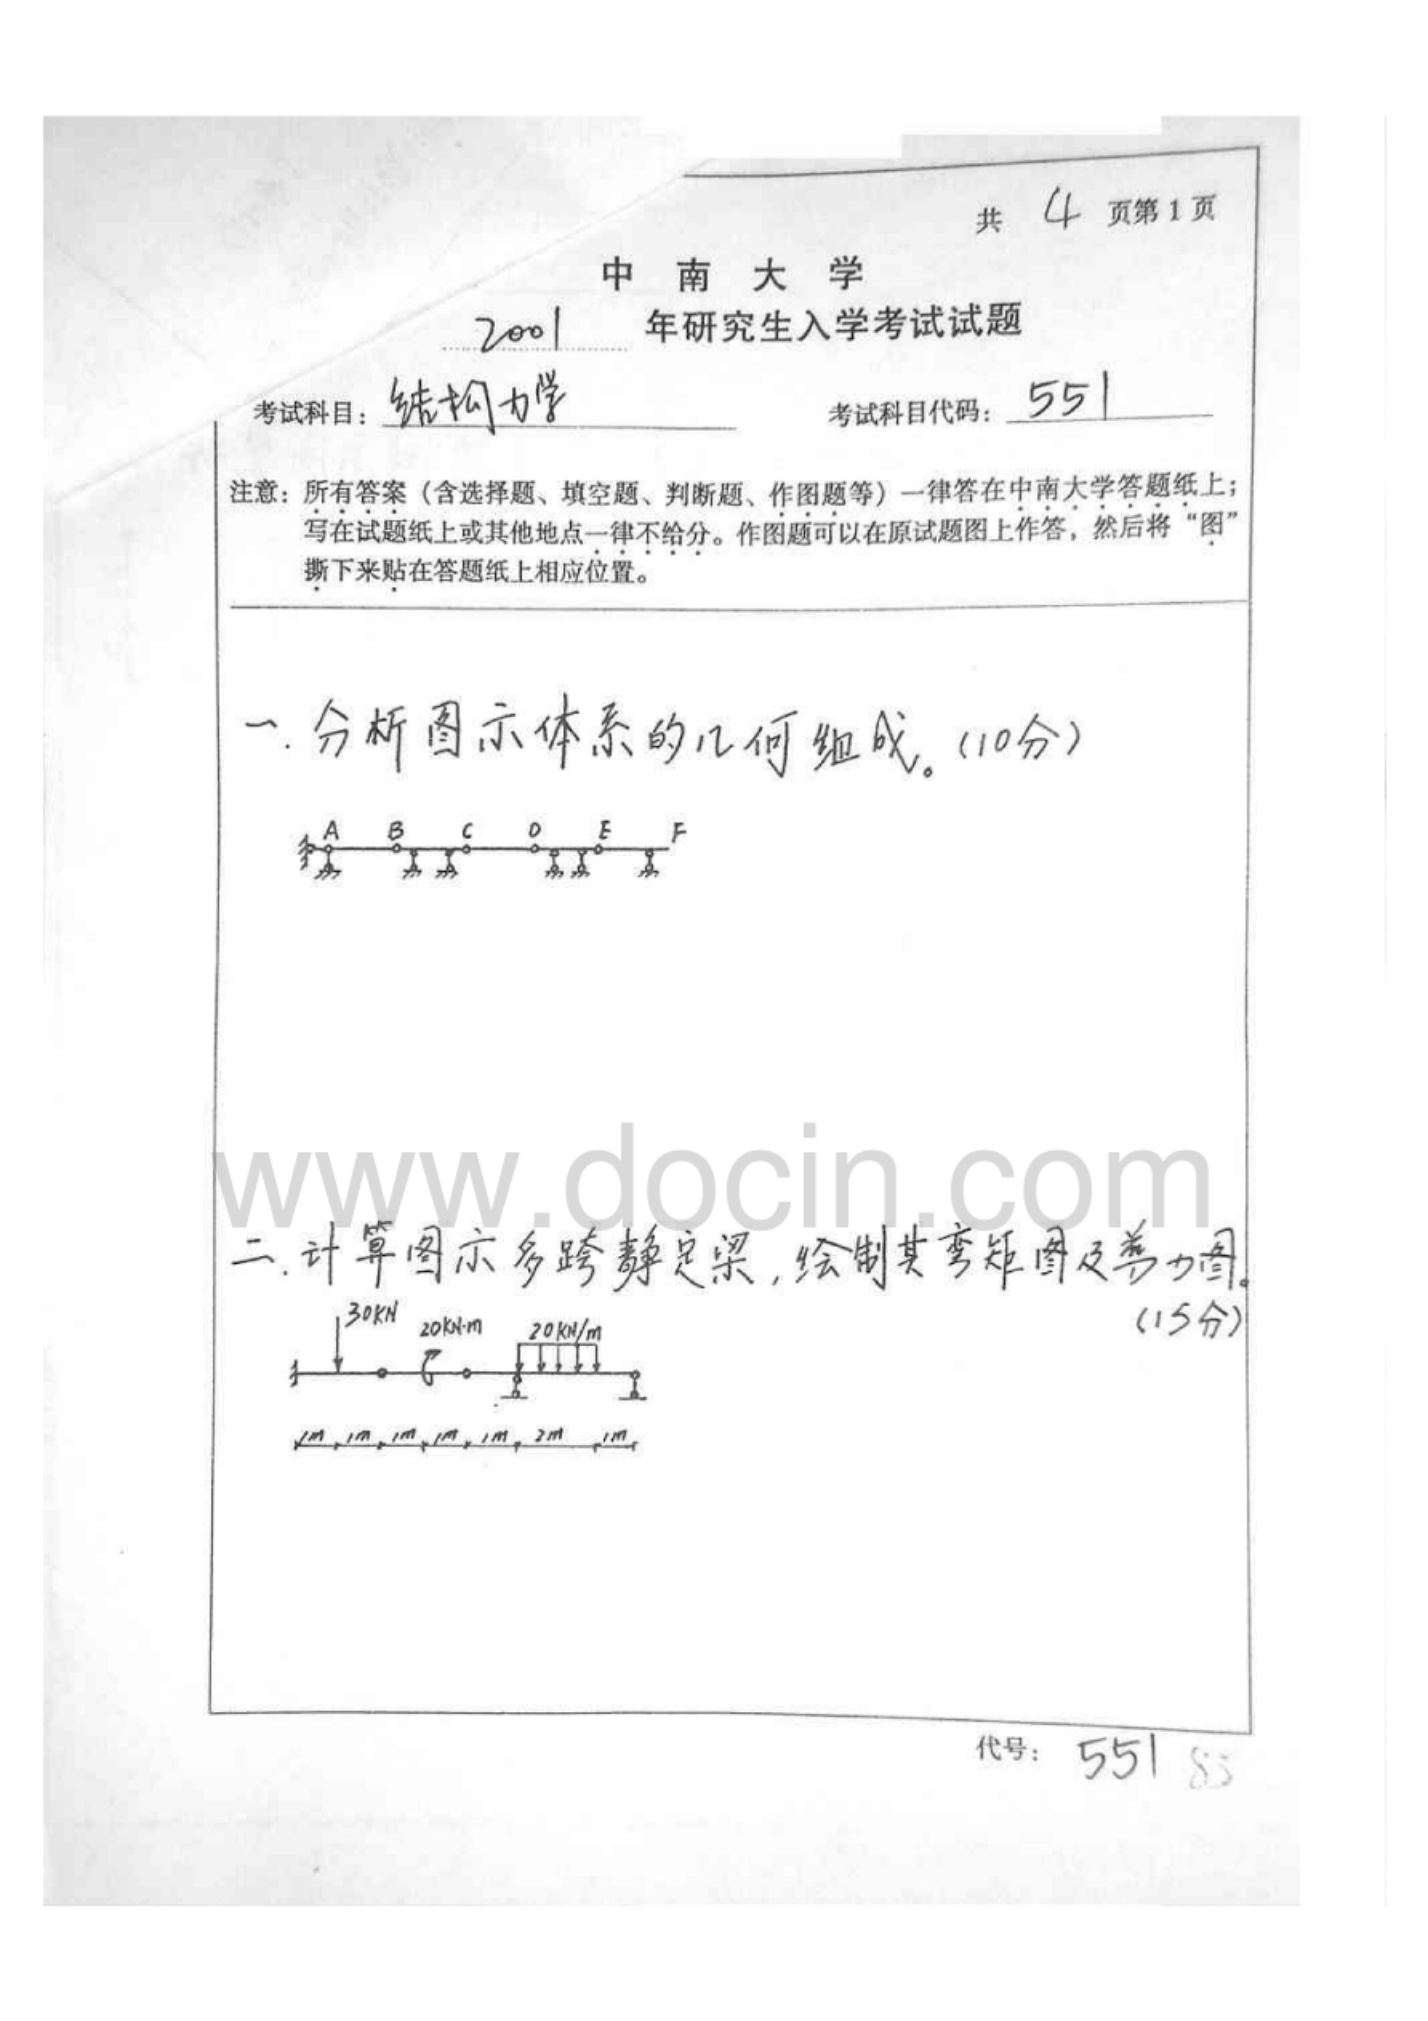 共 4 页第 1 页
中 南 大 学
2001 年研究生入学考试试题
考试科目：结构力学 考试科目代码：551
注意：所有答案（含选择题、填空题、判断题、作图题等）一律答在中南大学答题纸上；
写在试题纸上或其他地点一律不给分。作图题可以在原试题图上作答，然后将“图”
撕下来贴在答题纸上相应位置。
一.分析图示体系的几何组成。(10分)
A B C D E F
www.docin.com
二.计算图示多跨静定梁,绘制其弯矩图及剪力图。
(15分)
30KN 20KN·m 20KN/m
1m 1m 1m 1m 1m 2m 1m
代号：551